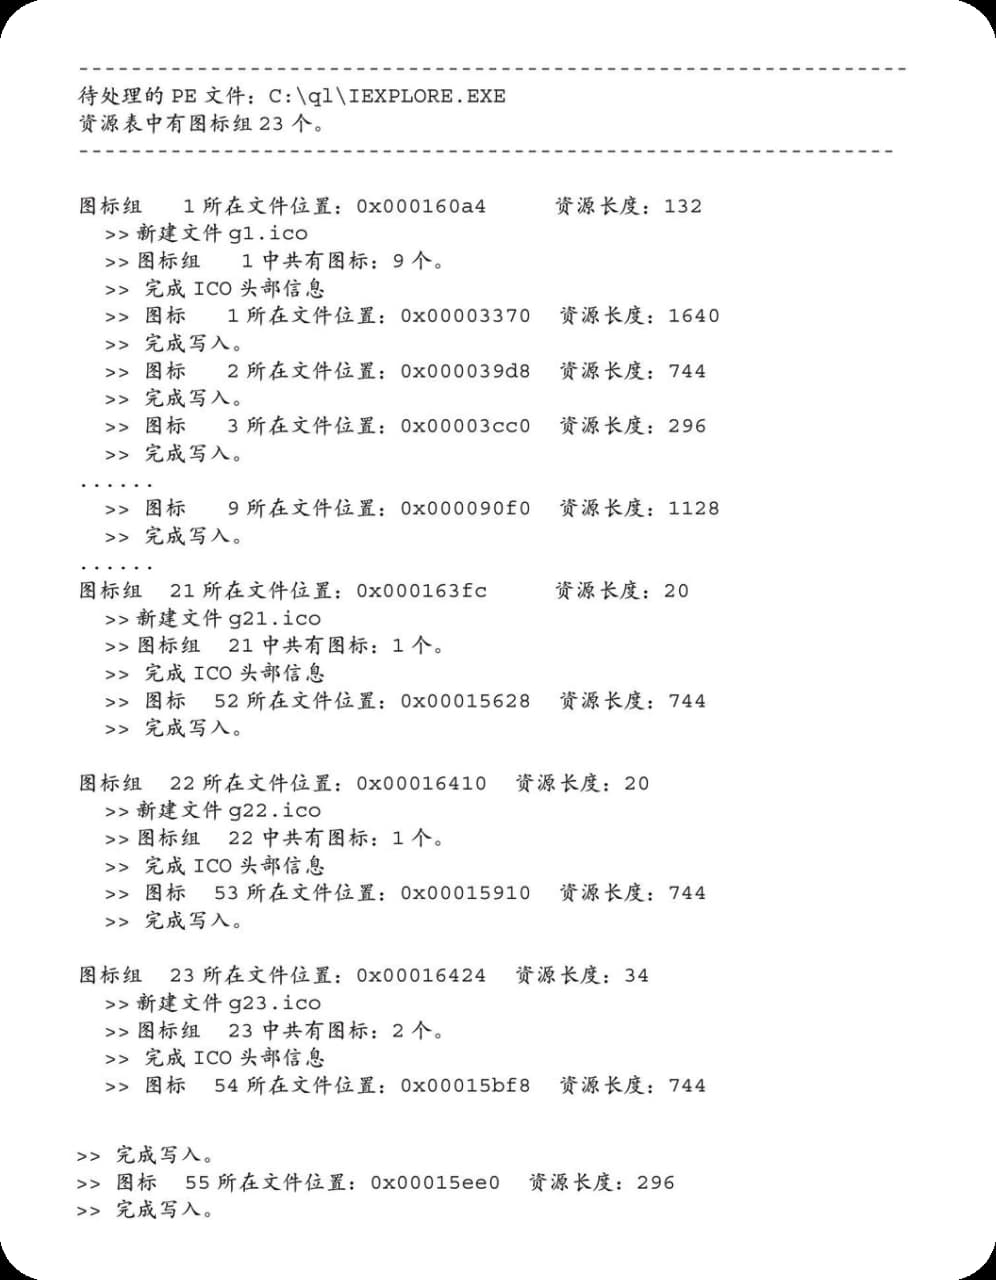 ---------------------------------------------------------------
待处理的 PE 文件：C:\ql\IEXPLORE.EXE
资源表中有图标组 23 个。
--------------------------------------------------------------
图标组   1 所在文件位置：0x000160a4     资源长度：132
  >> 新建文件 g1.ico
  >> 图标组   1 中共有图标：9 个。
  >> 完成 ICO 头部信息
  >> 图标   1 所在文件位置：0x00003370  资源长度：1640
  >> 完成写入。
  >> 图标   2 所在文件位置：0x000039d8  资源长度：744
  >> 完成写入。
  >> 图标   3 所在文件位置：0x00003cc0  资源长度：296
  >> 完成写入。
......
  >> 图标   9 所在文件位置：0x000090f0  资源长度：1128
  >> 完成写入。
......
图标组  21 所在文件位置：0x000163fc     资源长度：20
  >> 新建文件 g21.ico
  >> 图标组  21 中共有图标：1 个。
  >> 完成 ICO 头部信息
  >> 图标  52 所在文件位置：0x00015628  资源长度：744
  >> 完成写入。
图标组  22 所在文件位置：0x00016410  资源长度：20
  >> 新建文件 g22.ico
  >> 图标组  22 中共有图标：1 个。
  >> 完成 ICO 头部信息
  >> 图标  53 所在文件位置：0x00015910  资源长度：744
  >> 完成写入。
图标组  23 所在文件位置：0x00016424  资源长度：34
  >> 新建文件 g23.ico
  >> 图标组  23 中共有图标：2 个。
  >> 完成 ICO 头部信息
  >> 图标  54 所在文件位置：0x00015bf8  资源长度：744
>> 完成写入。
>> 图标  55 所在文件位置：0x00015ee0  资源长度：296
>> 完成写入。